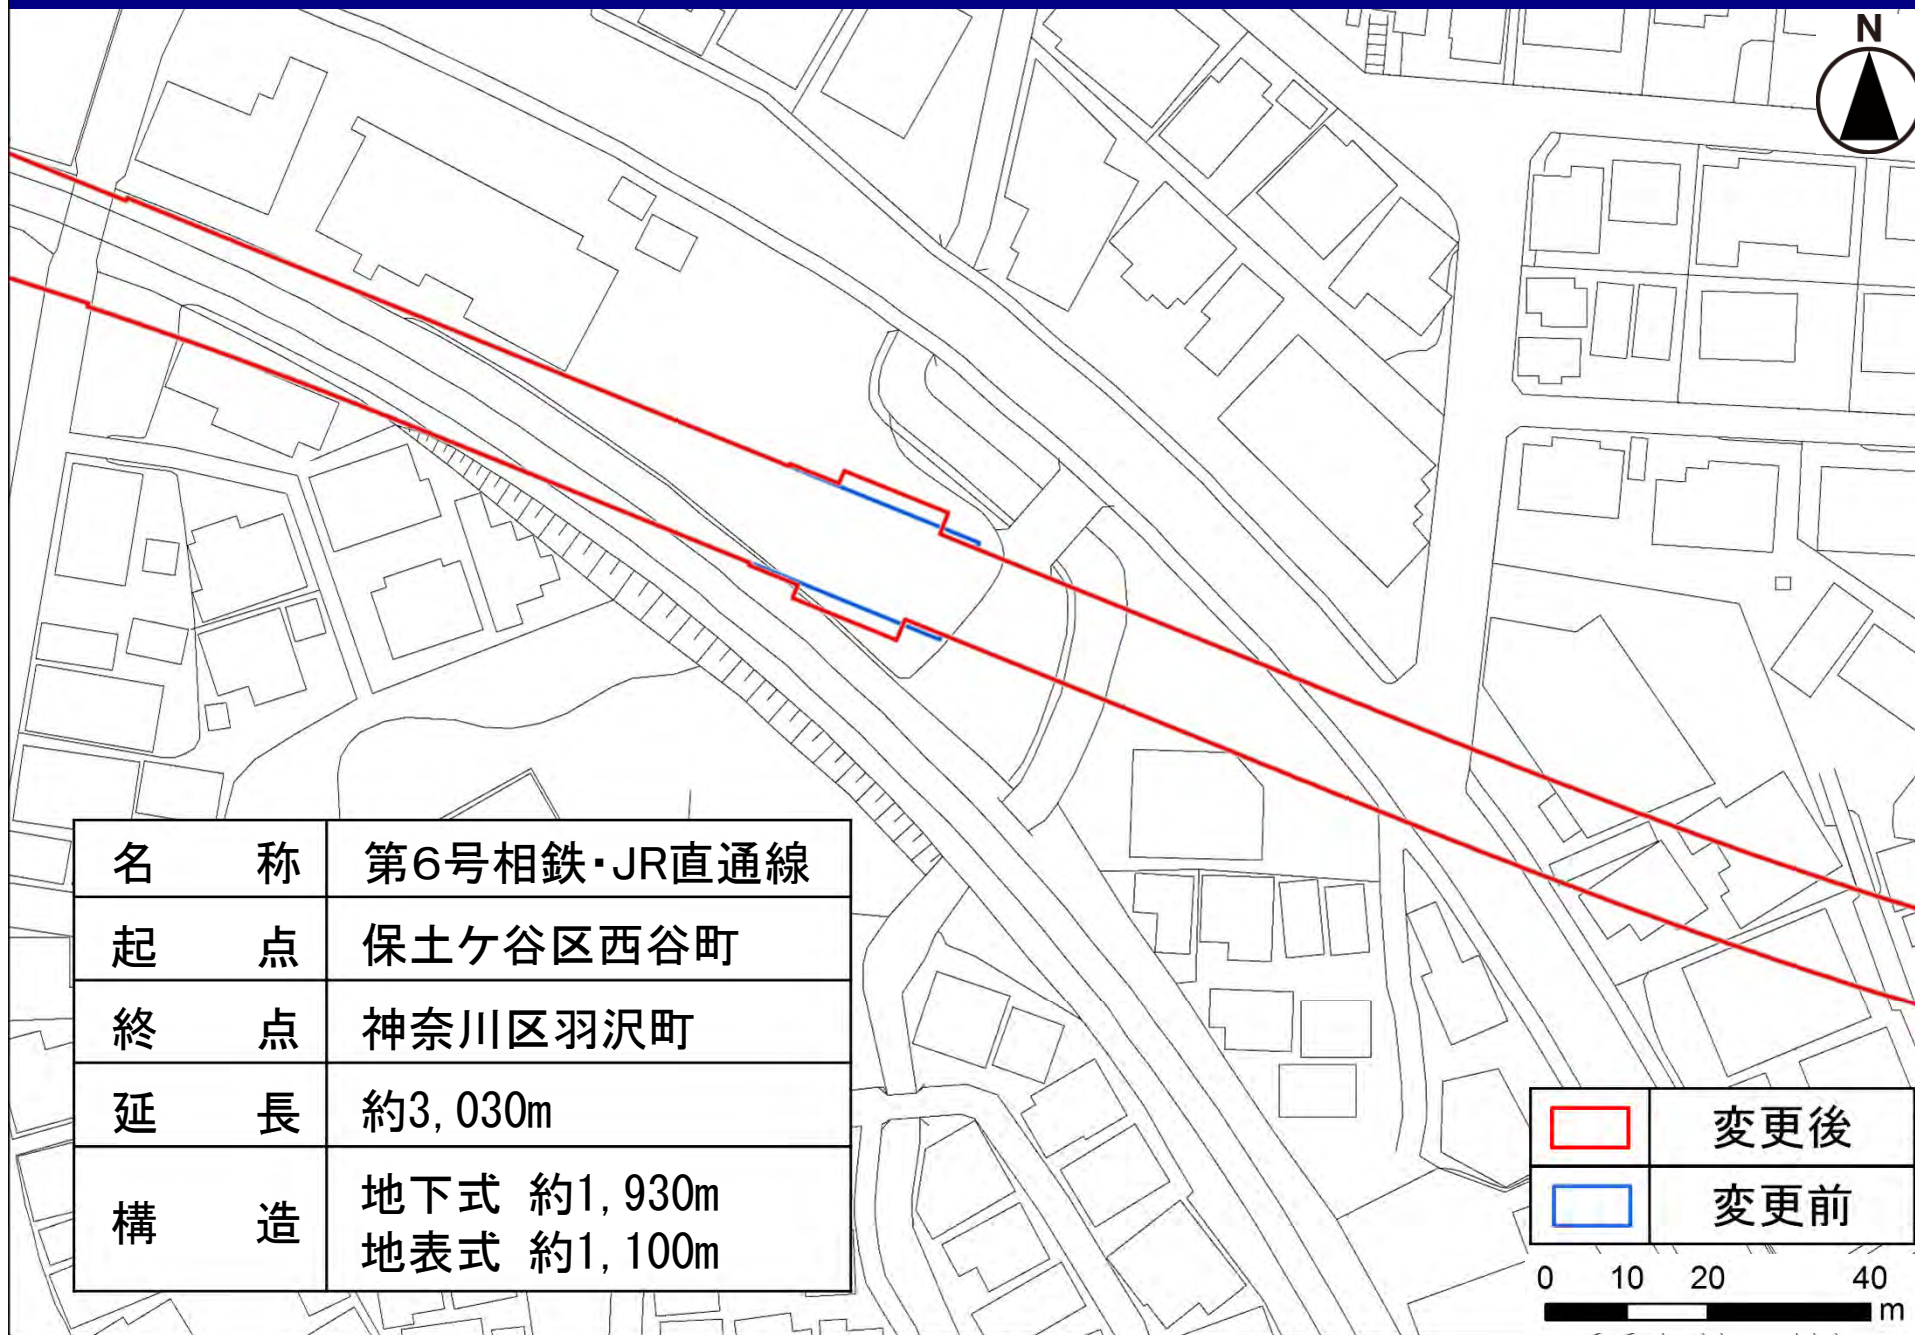 N
名 称 第6号相鉄・JR直通線
起 点 保土ケ谷区西谷町
終 点 神奈川区羽沢町
延 長 約3,030m
構 造 地下式 約1,930m
地表式 約1,100m
変更後
変更前
0 10 20 40
m